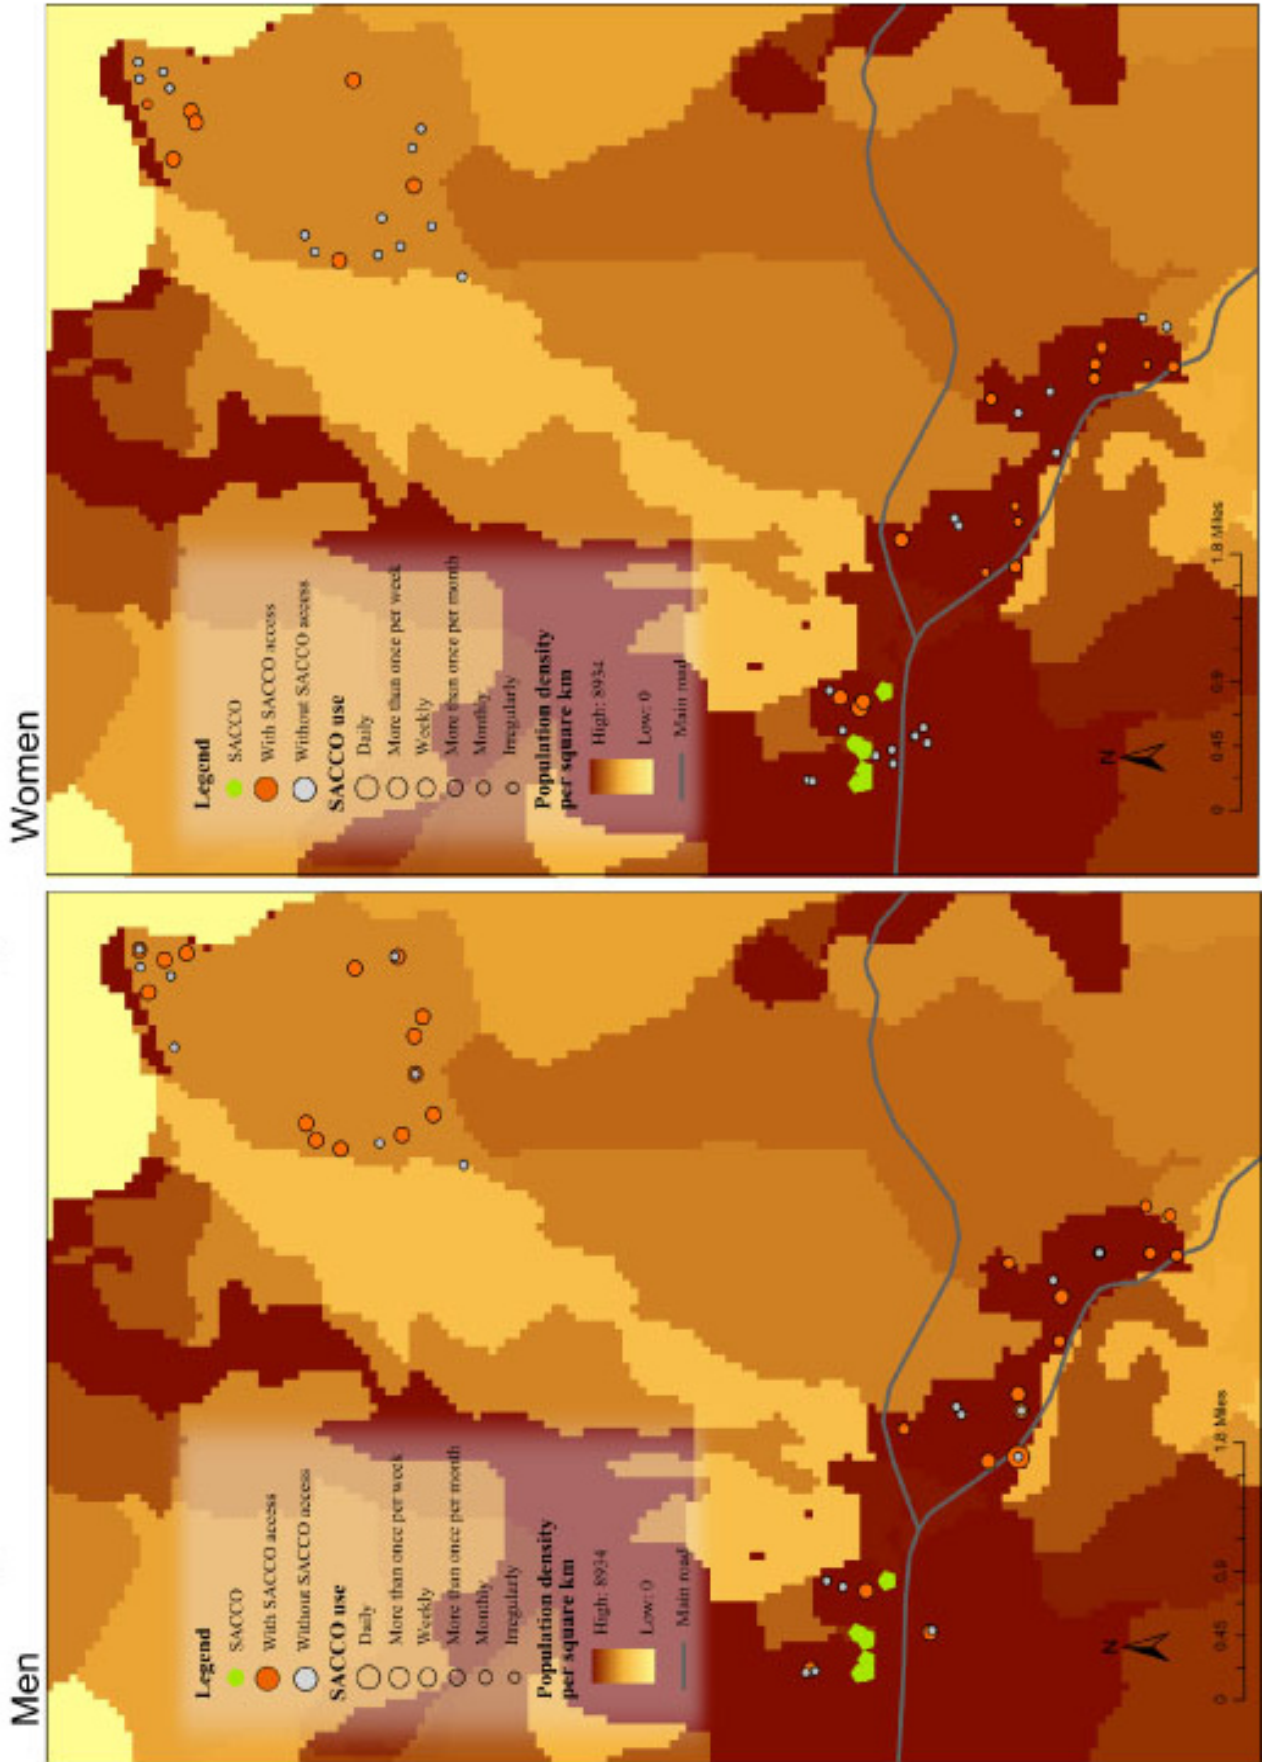 Men
Legend
SACCO
With SACCO access
Without SACCO access
SACCO use
Daily
More than once per week
Weekly
More than once per month
Monthly
Irregularly
Population density
per square km
High: 8934
Low: 0
Main road
N
0 0.45 0.9 1.8 Miles
Women
Legend
SACCO
With SACCO access
Without SACCO access
SACCO use
Daily
More than once per week
Weekly
More than once per month
Monthly
Irregularly
Population density
per square km
High: 8934
Low: 0
Main road
N
0 0.45 0.9 1.8 Miles